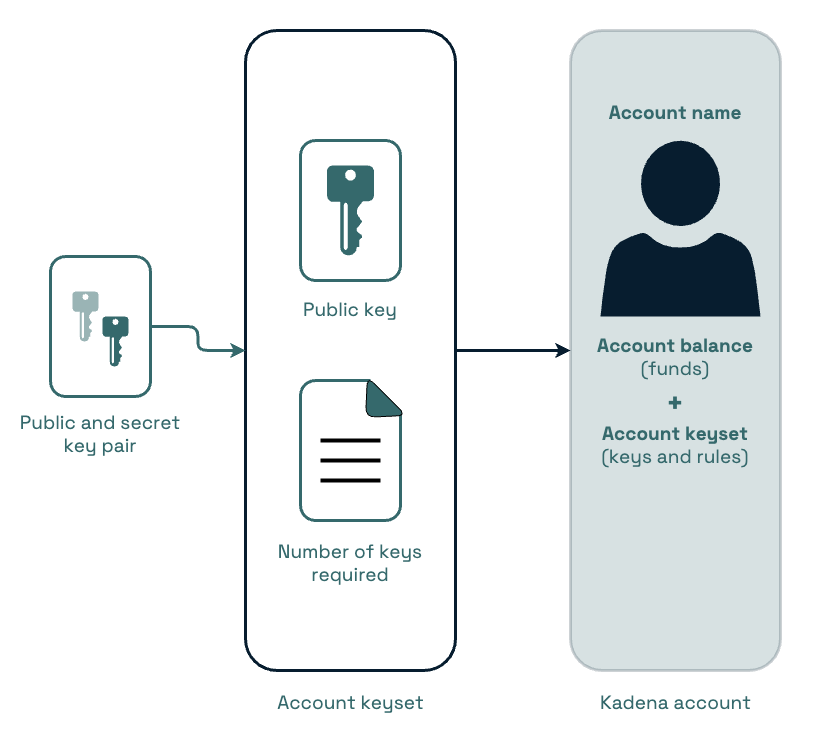 Public and secret
key pair
Public key
Number of keys
required
Account keyset
Account name
Account balance
(funds)
+
Account keyset
(keys and rules)
Kadena account